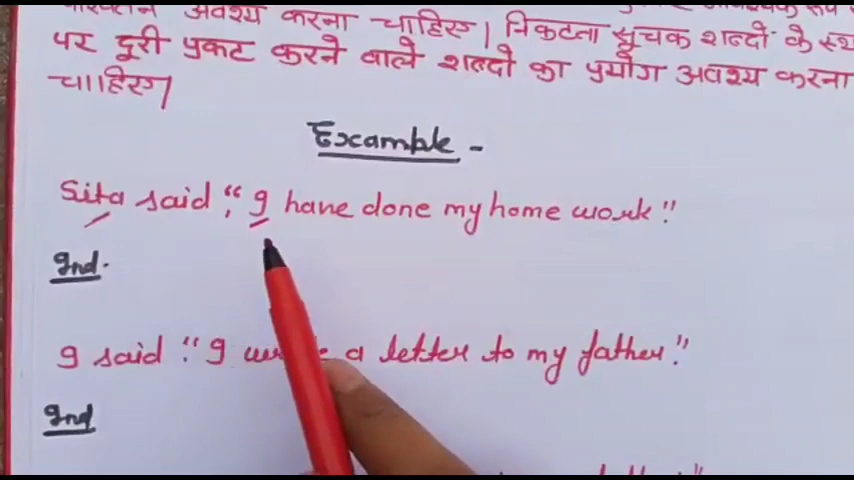 अवश्य करना चाहिए। निकटता सूचक शब्दो के
पर दूरी प्रकट करने वाले शब्दो का प्रयोग अवश्य करना
चाहिए।
Example -
Sita said, "I have done my home work".
Ind.
I said "I a letter to my father."
Ind